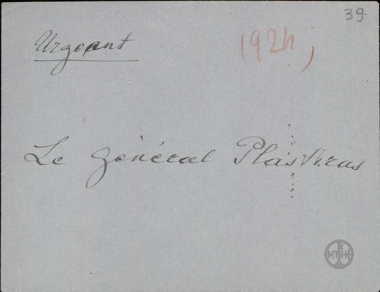 39
Urgent
1924;
Le Général Plastiras